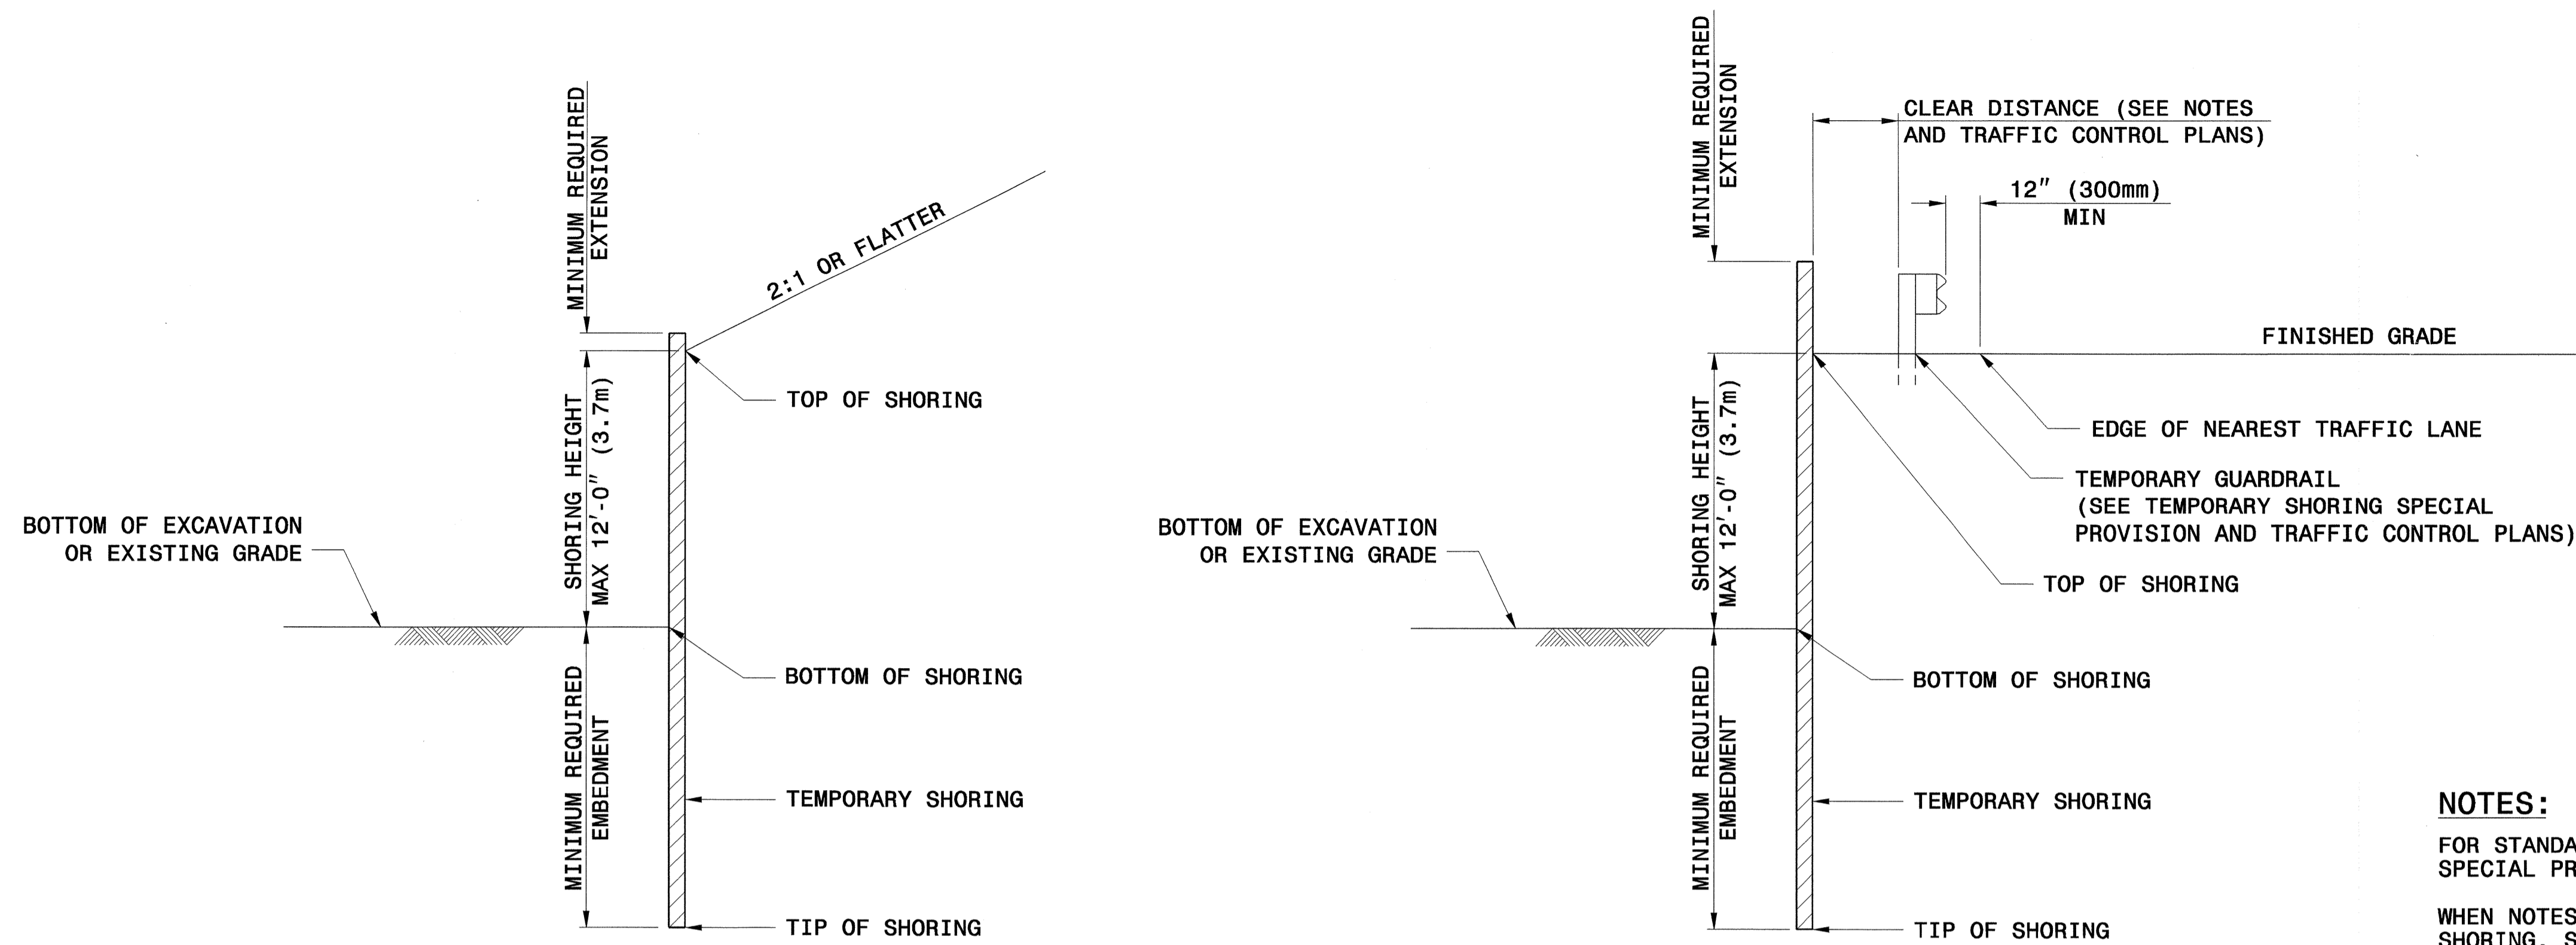 MINIMUM REQUIRED
EXTENSION
2:1 OR FLATTER
TOP OF SHORING
SHORING HEIGHT
MAX 12'-0" (3.7m)
BOTTOM OF EXCAVATION
OR EXISTING GRADE
BOTTOM OF SHORING
MINIMUM REQUIRED
EMBEDMENT
TEMPORARY SHORING
TIP OF SHORING
MINIMUM REQUIRED
EXTENSION
CLEAR DISTANCE (SEE NOTES
AND TRAFFIC CONTROL PLANS)
12" (300mm)
MIN
FINISHED GRADE
EDGE OF NEAREST TRAFFIC LANE
TEMPORARY GUARDRAIL
(SEE TEMPORARY SHORING SPECIAL
PROVISION AND TRAFFIC CONTROL PLANS)
TOP OF SHORING
SHORING HEIGHT
MAX 12'-0" (3.7m)
BOTTOM OF EXCAVATION
OR EXISTING GRADE
BOTTOM OF SHORING
MINIMUM REQUIRED
EMBEDMENT
TEMPORARY SHORING
TIP OF SHORING
NOTES:
FOR STANDA
SPECIAL PR
WHEN NOTES
SHORING, S